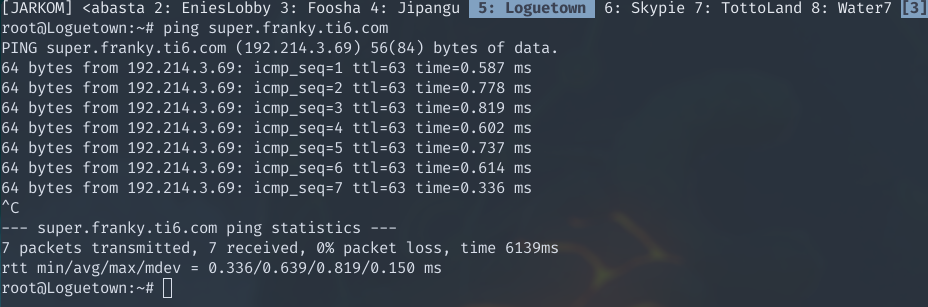 [JARKOM] <abasta 2: EniesLobby 3: Foosha 4: Jipangu 5: Loguetown 6: Skypie 7: TottoLand 8: Water7 [3]
root@Loguetown:~# ping super.franky.ti6.com
PING super.franky.ti6.com (192.214.3.69) 56(84) bytes of data.
64 bytes from 192.214.3.69: icmp_seq=1 ttl=63 time=0.587 ms
64 bytes from 192.214.3.69: icmp_seq=2 ttl=63 time=0.778 ms
64 bytes from 192.214.3.69: icmp_seq=3 ttl=63 time=0.819 ms
64 bytes from 192.214.3.69: icmp_seq=4 ttl=63 time=0.602 ms
64 bytes from 192.214.3.69: icmp_seq=5 ttl=63 time=0.737 ms
64 bytes from 192.214.3.69: icmp_seq=6 ttl=63 time=0.614 ms
64 bytes from 192.214.3.69: icmp_seq=7 ttl=63 time=0.336 ms
^C
--- super.franky.ti6.com ping statistics ---
7 packets transmitted, 7 received, 0% packet loss, time 6139ms
rtt min/avg/max/mdev = 0.336/0.639/0.819/0.150 ms
root@Loguetown:~#